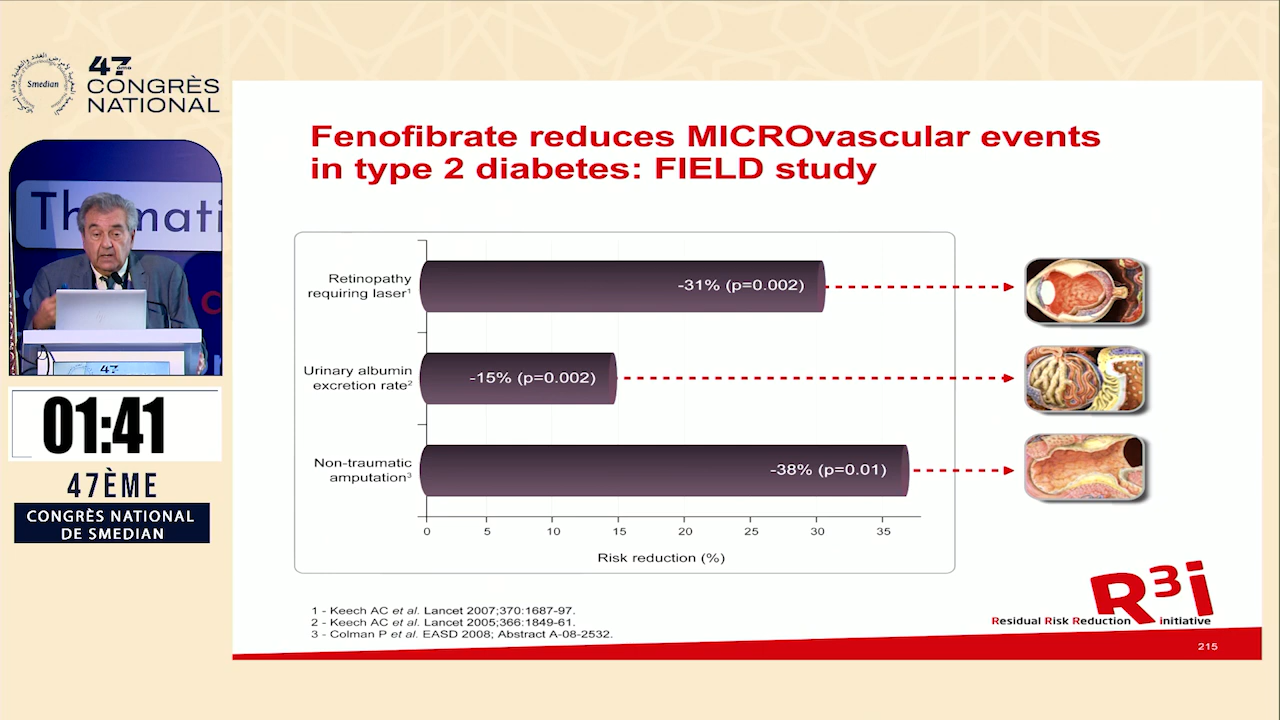 Smedian
47ème
CONGRÈS
NATIONAL
Th mati
47
01:41
47ÈME
CONGRÈS NATIONAL
DE SMEDIAN
Fenofibrate reduces MICROvascular events
in type 2 diabetes: FIELD study
Retinopathy
requiring laser¹
-31% (p=0.002)
Urinary albumin
excretion rate²
-15% (p=0.002)
Non-traumatic
amputation³
-38% (p=0.01)
0 5 10 15 20 25 30 35
Risk reduction (%)
1 - Keech AC et al. Lancet 2007;370:1687-97.
2 - Keech AC et al. Lancet 2005;366:1849-61.
3 - Colman P et al. EASD 2008; Abstract A-08-2532.
R³i
Residual Risk Reduction initiative
215